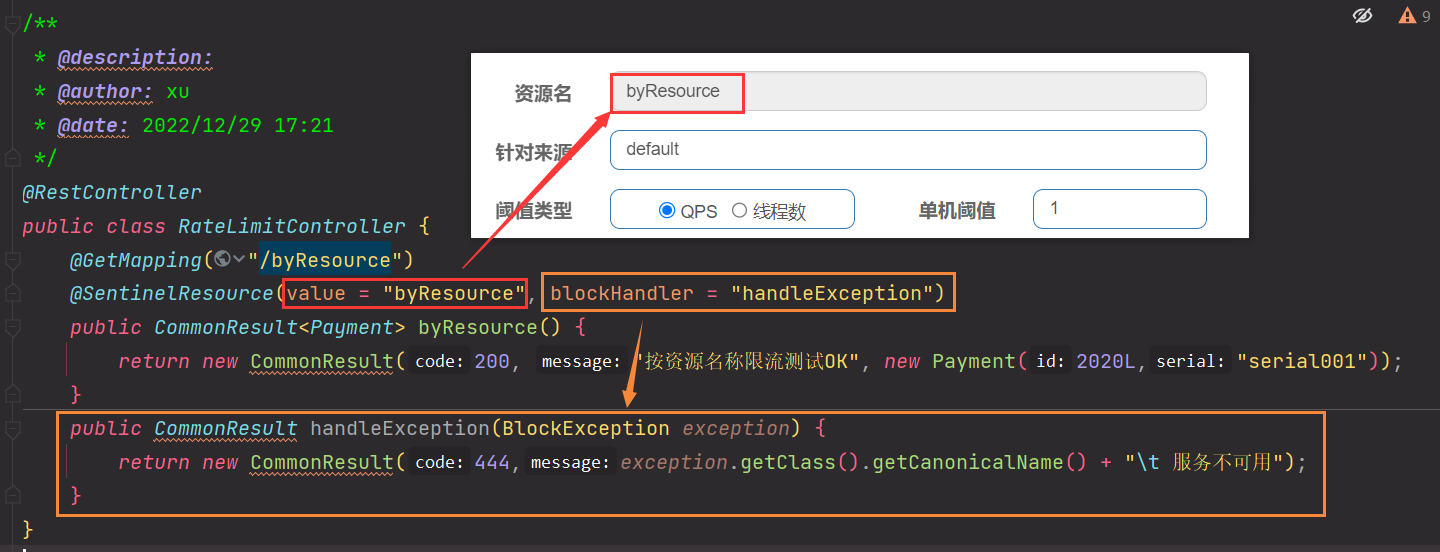 /**
9
* @description:
* @author: xu
* @date: 2022/12/29 17:21
*/
资源名 byResource
针对来源 default
阈值类型 QPS 线程数 单机阈值 1
@RestController
public class RateLimitController {
@GetMapping("/byResource")
@SentinelResource(value = "byResource", blockHandler = "handleException")
public CommonResult<Payment> byResource() {
return new CommonResult( code: 200, message: "按资源名称限流测试OK", new Payment( id: 2020L, serial: "serial001"));
}
public CommonResult handleException(BlockException exception) {
return new CommonResult( code: 444, message: exception.getClass().getCanonicalName() + "\t 服务不可用");
}
}